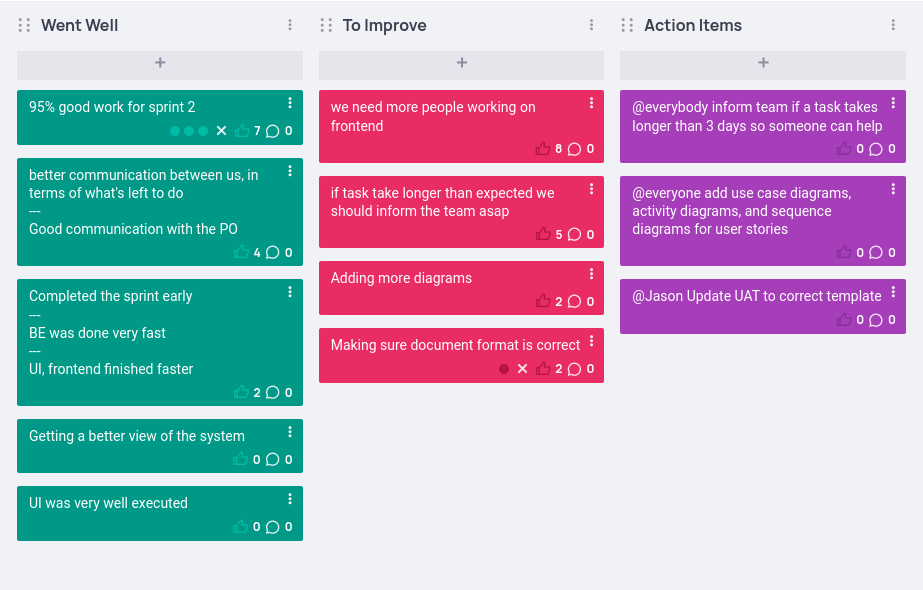 Went Well
+
95% good work for sprint 2
7 0
better communication between us, in
terms of what's left to do
---
Good communication with the PO
4 0
Completed the sprint early
---
BE was done very fast
---
UI, frontend finished faster
2 0
Getting a better view of the system
0 0
UI was very well executed
0 0
To Improve
+
we need more people working on
frontend
8 0
if task take longer than expected we
should inform the team asap
5 0
Adding more diagrams
2 0
Making sure document format is correct
2 0
Action Items
+
@everybody inform team if a task takes
longer than 3 days so someone can help
0 0
@everyone add use case diagrams,
activity diagrams, and sequence
diagrams for user stories
0 0
@Jason Update UAT to correct template
0 0